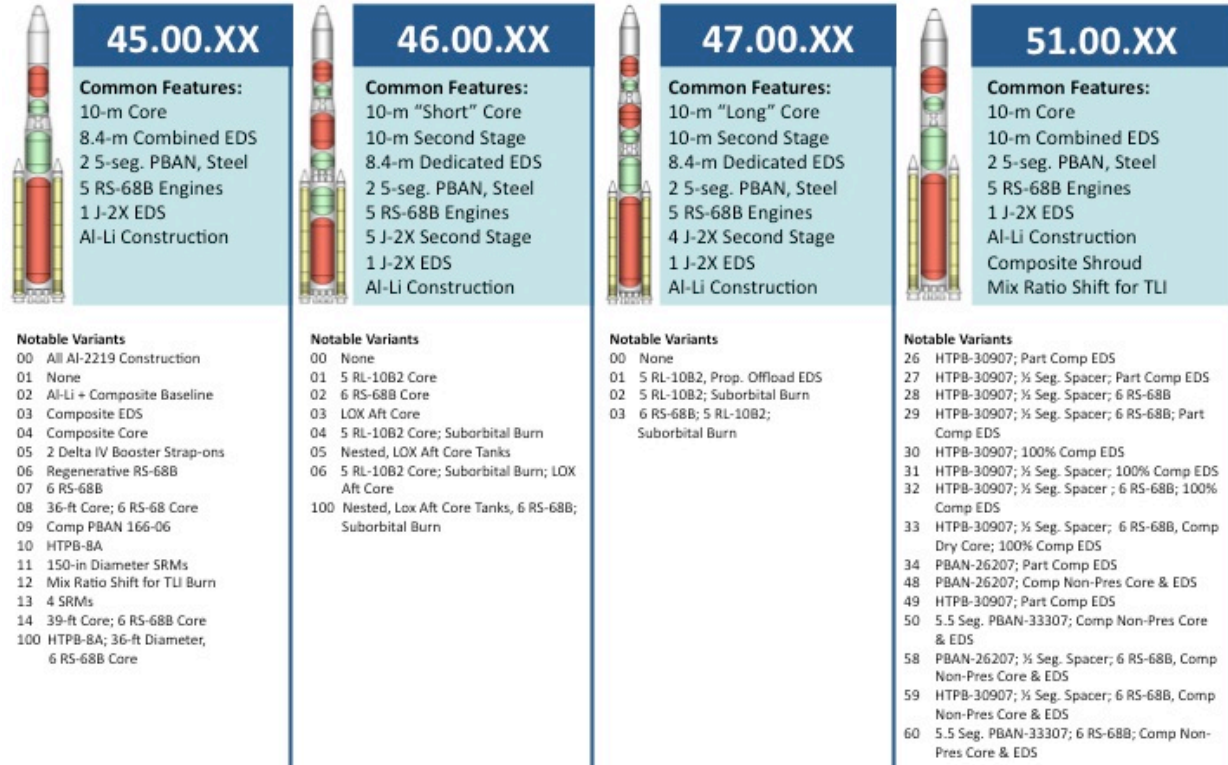 45.00.XX
Common Features:
10-m Core
8.4-m Combined EDS
2 5-seg. PBAN, Steel
5 RS-68B Engines
1 J-2X EDS
Al-Li Construction
Notable Variants
00 All Al-2219 Construction
01 None
02 Al-Li + Composite Baseline
03 Composite EDS
04 Composite Core
05 2 Delta IV Booster Strap-ons
06 Regenerative RS-68B
07 6 RS-68B
08 36-ft Core; 6 RS-68 Core
09 Comp PBAN 166-06
10 HTPB-8A
11 150-in Diameter SRMs
12 Mix Ratio Shift for TLI Burn
13 4 SRMs
14 39-ft Core; 6 RS-68B Core
100 HTPB-8A; 36-ft Diameter,
6 RS-68B Core
46.00.XX
Common Features:
10-m “Short” Core
10-m Second Stage
8.4-m Dedicated EDS
2 5-seg. PBAN, Steel
5 RS-68B Engines
5 J-2X Second Stage
1 J-2X EDS
Al-Li Construction
Notable Variants
00 None
01 5 RL-10B2 Core
02 6 RS-68B Core
03 LOX Aft Core
04 5 RL-10B2 Core; Suborbital Burn
05 Nested, LOX Aft Core Tanks
06 5 RL-10B2 Core; Suborbital Burn; LOX
Aft Core
100 Nested, Lox Aft Core Tanks, 6 RS-68B;
Suborbital Burn
47.00.XX
Common Features:
10-m “Long” Core
10-m Second Stage
8.4-m Dedicated EDS
2 5-seg. PBAN, Steel
5 RS-68B Engines
4 J-2X Second Stage
1 J-2X EDS
Al-Li Construction
Notable Variants
00 None
01 5 RL-10B2, Prop. Offload EDS
02 5 RL-10B2; Suborbital Burn
03 6 RS-68B; 5 RL-10B2;
Suborbital Burn
51.00.XX
Common Features:
10-m Core
10-m Combined EDS
2 5-seg. PBAN, Steel
5 RS-68B Engines
1 J-2X EDS
Al-Li Construction
Composite Shroud
Mix Ratio Shift for TLI
Notable Variants
26 HTPB-30907; Part Comp EDS
27 HTPB-30907; ½ Seg. Spacer; Part Comp EDS
28 HTPB-30907; ½ Seg. Spacer; 6 RS-68B
29 HTPB-30907; ½ Seg. Spacer; 6 RS-68B; Part
Comp EDS
30 HTPB-30907; 100% Comp EDS
31 HTPB-30907; ½ Seg. Spacer; 100% Comp EDS
32 HTPB-30907; ½ Seg. Spacer ; 6 RS-68B; 100%
Comp EDS
33 HTPB-30907; ½ Seg. Spacer; 6 RS-68B, Comp
Dry Core; 100% Comp EDS
34 PBAN-26207; Part Comp EDS
48 PBAN-26207; Comp Non-Pres Core & EDS
49 HTPB-30907; Part Comp EDS
50 5.5 Seg. PBAN-33307; Comp Non-Pres Core
& EDS
58 PBAN-26207; ½ Seg. Spacer; 6 RS-68B, Comp
Non-Pres Core & EDS
59 HTPB-30907; ½ Seg. Spacer; 6 RS-68B, Comp
Non-Pres Core & EDS
60 5.5 Seg. PBAN-33307; 6 RS-68B; Comp Non-
Pres Core & EDS